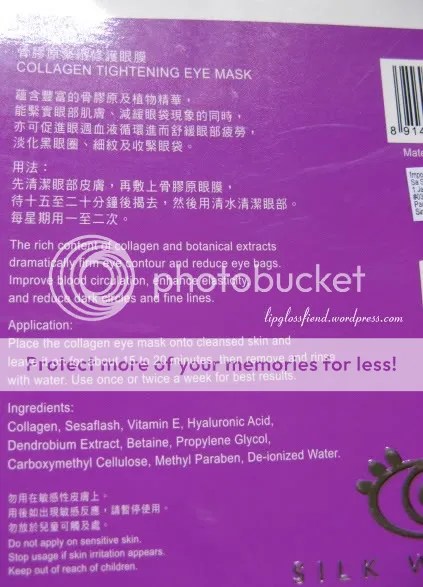 骨膠原緊緻修護眼膜
COLLAGEN TIGHTENING EYE MASK
蘊含豐富的骨膠原及植物精華，
能緊實眼部肌膚、減緩眼袋現象的同時，
亦可促進眼週血液循環進而舒緩眼部疲勞，
淡化黑眼圈、細紋及收緊眼袋。
用法：
先清潔眼部皮膚，再敷上骨膠原眼膜，
待十五至二十分鐘後揭去，然後用清水清潔眼部。
每星期用一至二次。
The rich content of collagen and botanical extracts
dramatically firm eye contour and reduce eye bags.
Improve blood circulation, enhance elasticity
and reduce dark circles and fine lines.
photobucket
lipglossfiend.wordpress.com
Application:
Place the collagen eye mask onto cleansed skin and
leave it on for about 15 to 20 minutes, then remove and rinse
Protect more of your memories for less!
with water. Use once or twice a week for best results.
Ingredients:
Collagen, Sesaflash, Vitamin E, Hyaluronic Acid,
Dendrobium Extract, Betaine, Propylene Glycol,
Carboxymethyl Cellulose, Methyl Paraben, De-ionized Water.
勿用在敏感性皮膚上。
用後如出現敏感反應，請暫停使用。
勿放於兒童可觸及處。
Do not apply on sensitive skin.
Stop usage if skin irritation appears.
Keep out of reach of children.
SILK
8 914